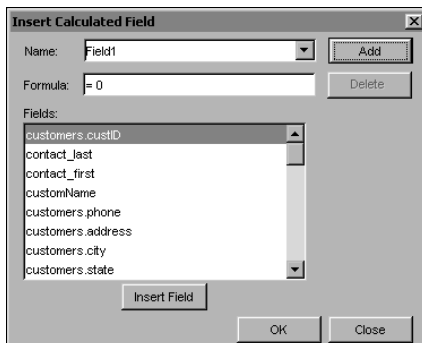 Insert Calculated Field
Name: Field1 Add
Formula: = 0 Delete
Fields:
customers.custID
contact_last
contact_first
customName
customers.phone
customers.address
customers.city
customers.state
Insert Field
OK Close